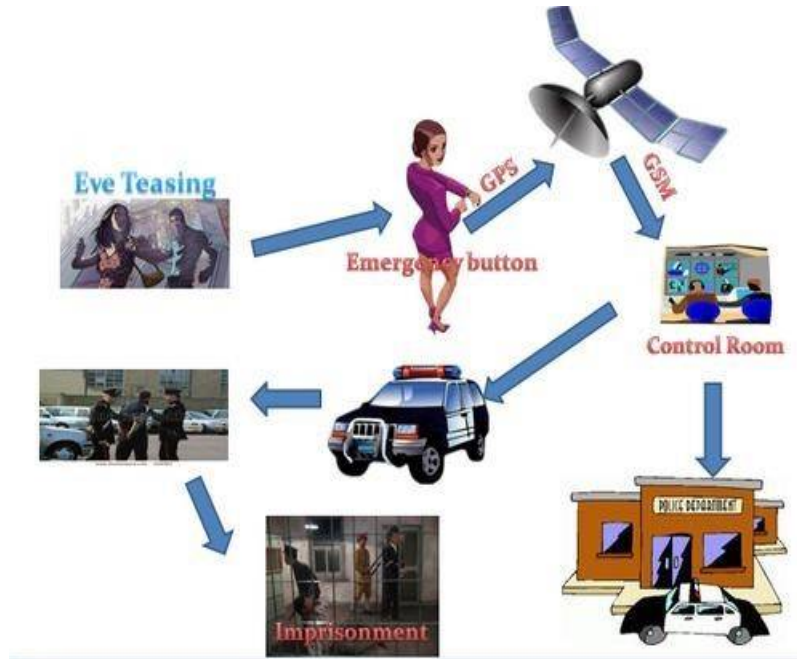 Eve Teasing
GPS
GSM
Emergency button
Control Room
POLICE DEPARTMENT
Imprisonment